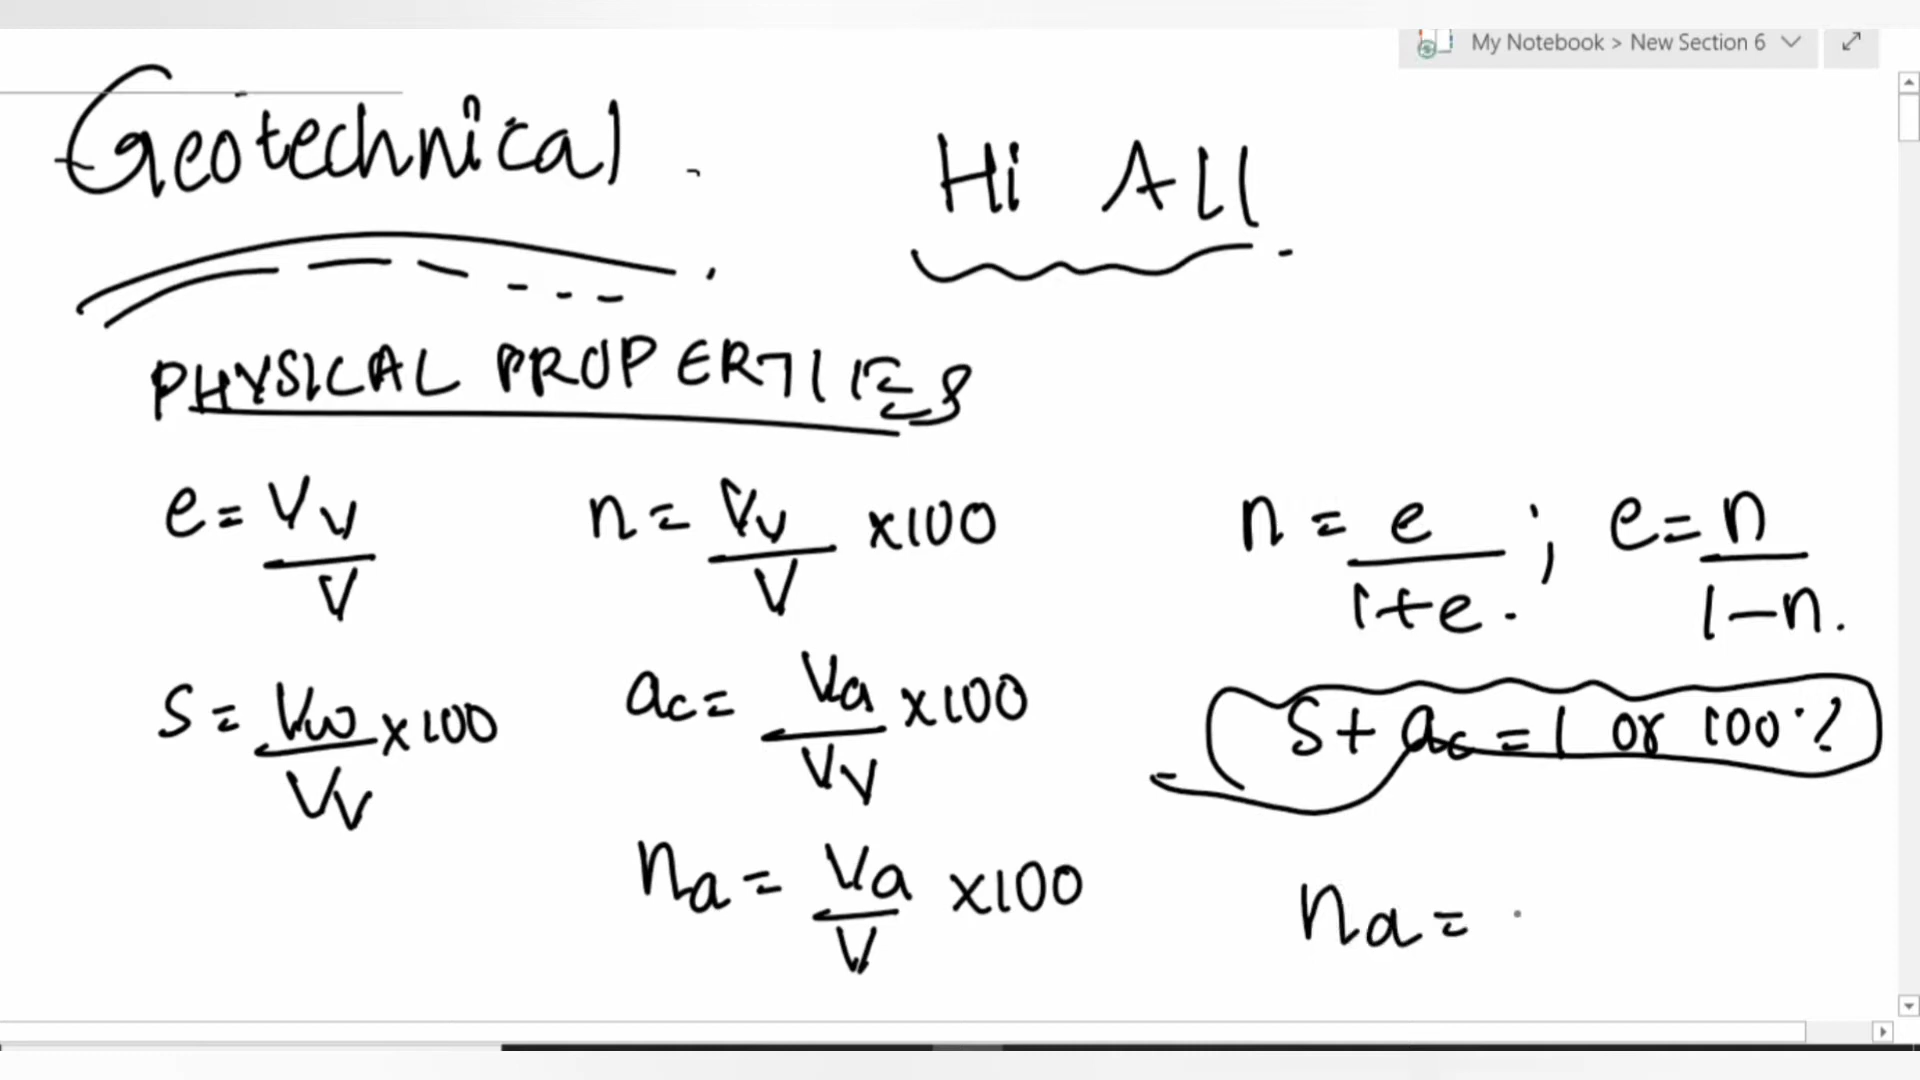 My Notebook > New Section 6
Geotechnical.
Hi All.
PHYSICAL PROPERTIES
e = Vv / V
n = Vv / V x100
n = e / 1+e. ; e = n / 1-n.
S = Vw / Vv x100
ac = Va / Vv x100
S + ac = 1 or 100%
na = Va / V x100
na =